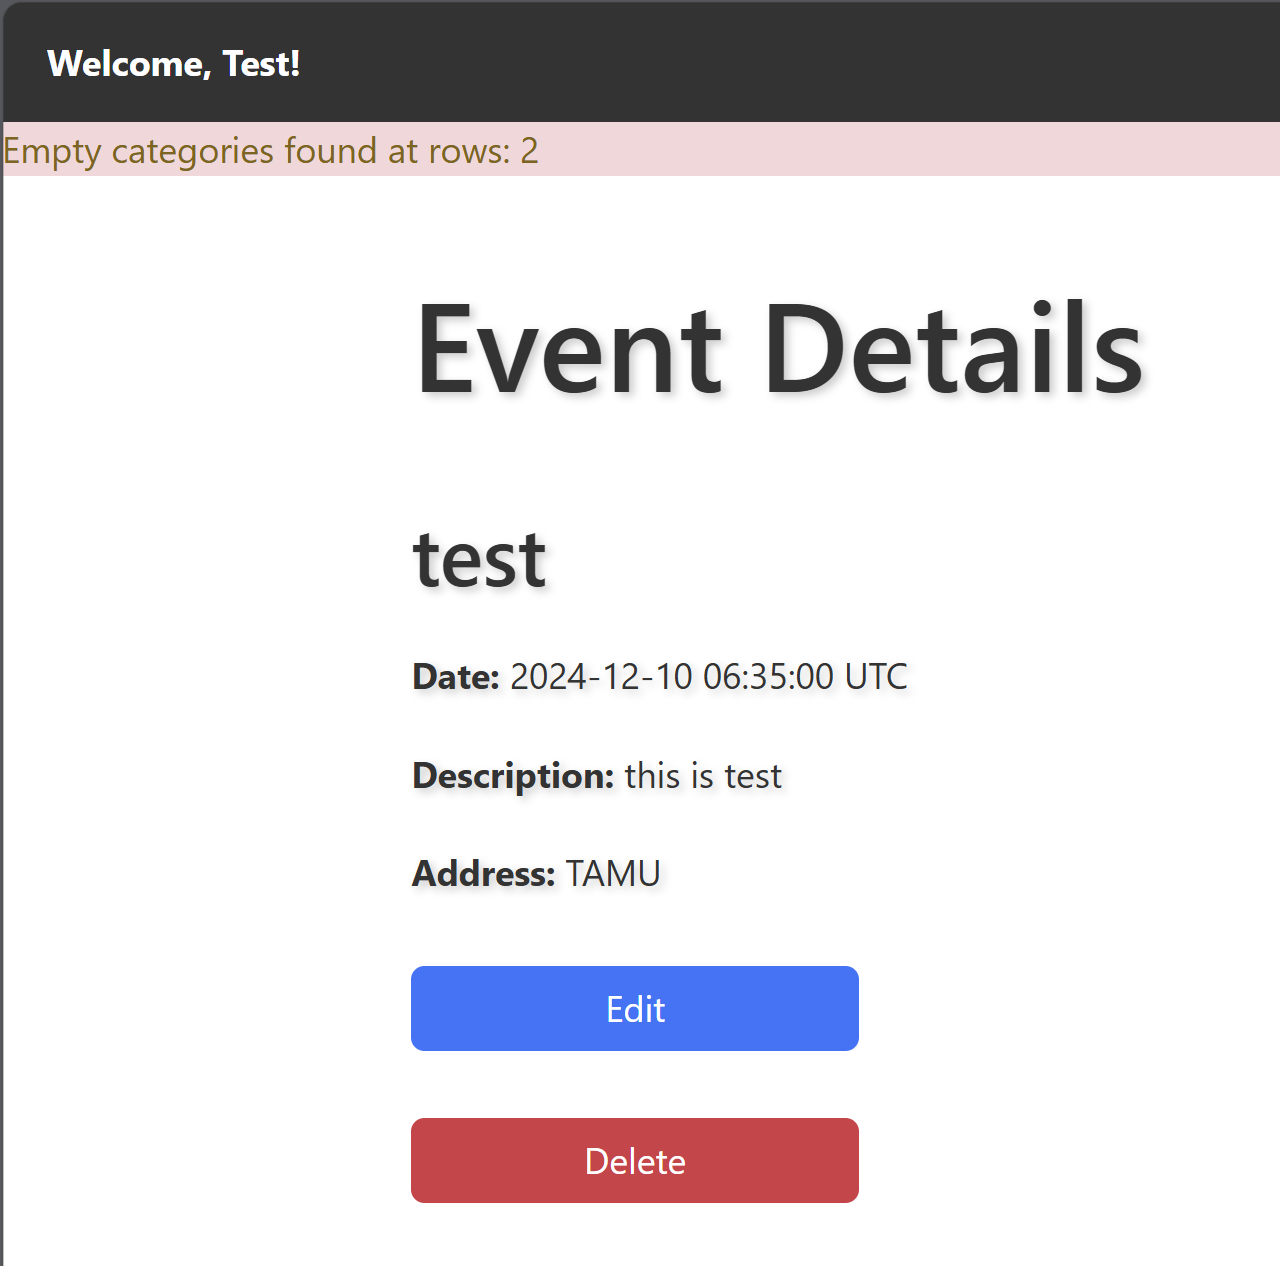 Welcome, Test!
Empty categories found at rows: 2
Event Details
test
Date: 2024-12-10 06:35:00 UTC
Description: this is test
Address: TAMU
Edit
Delete